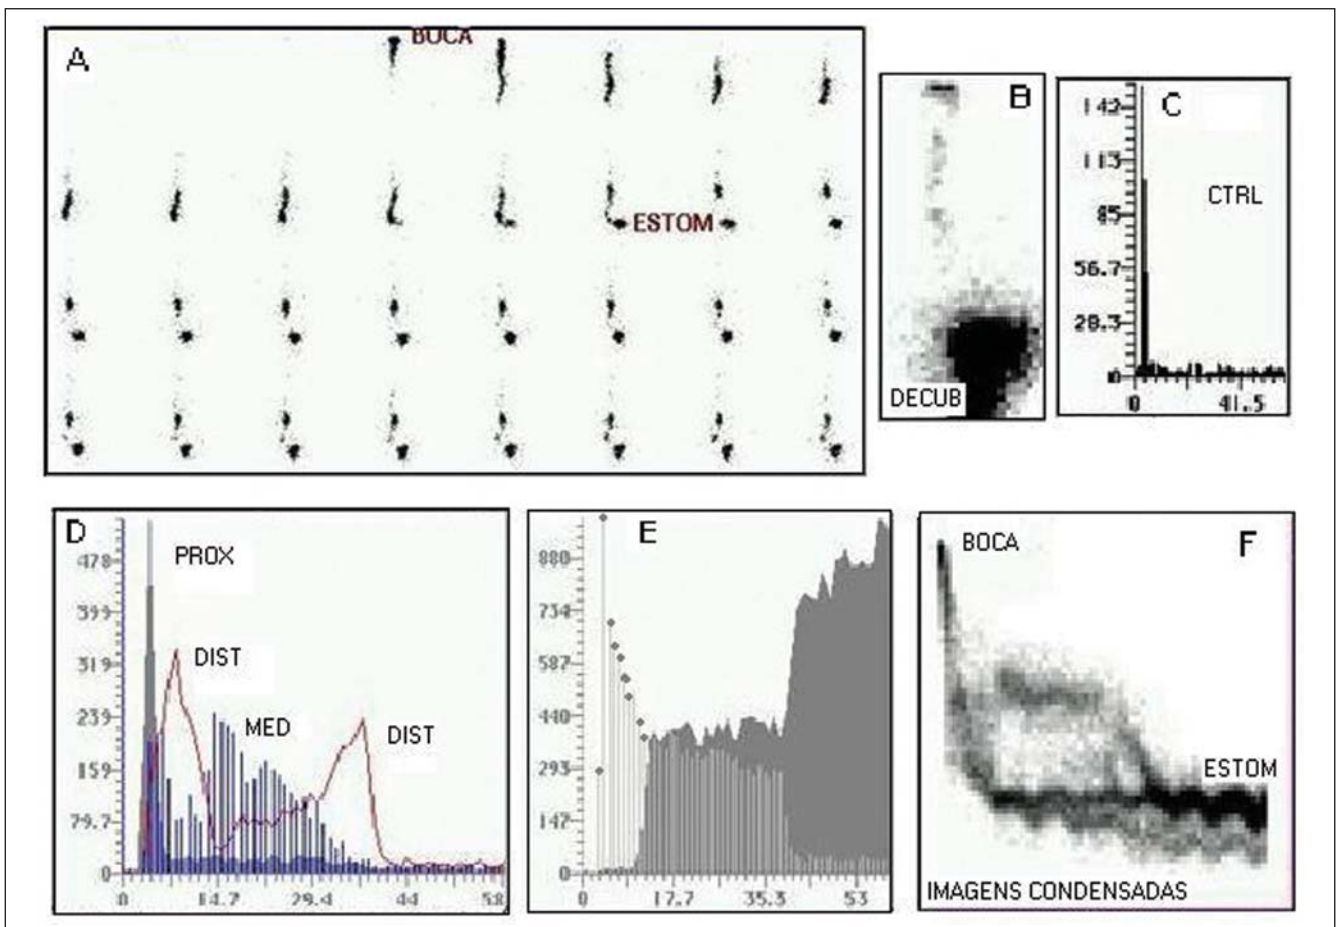 A
BOCA
ESTOM
B
DECUB
C
CTRL
142
113
85
56.7
28.3
0
0 41.5
D
PROX
DIST
MED
DIST
478
399
319
239
159
79.7
0
0 14.7 29.4 44 58
E
880
734
587
440
293
147
0
0 17.7 35.3 53
F
BOCA
ESTOM
IMAGENS CONDENSADAS